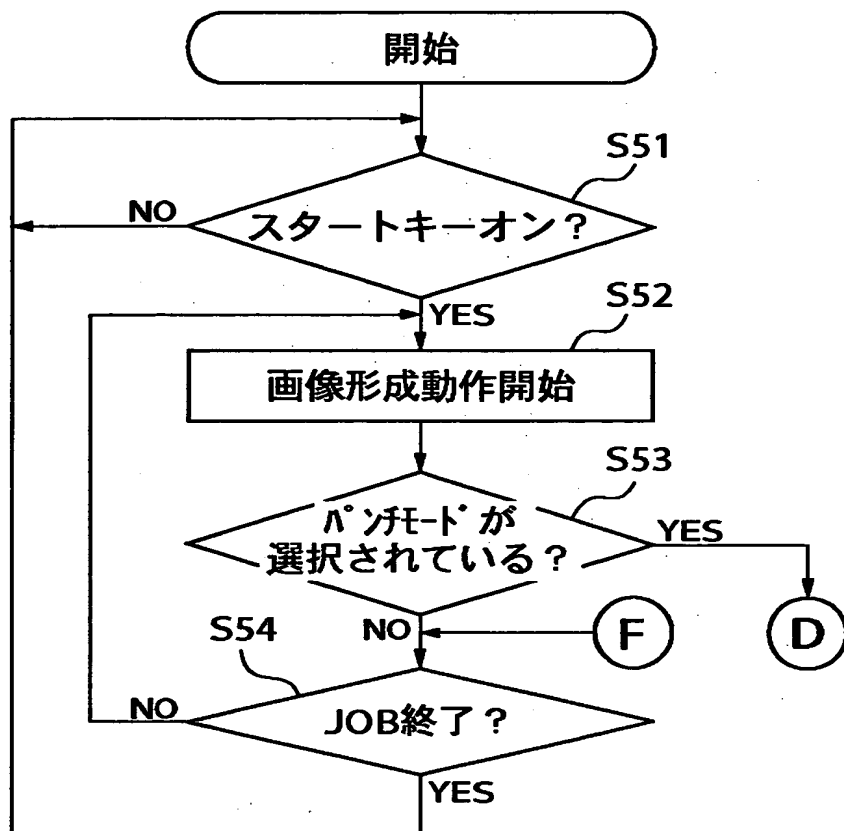 開始
S51
スタートキーオン?
NO
YES
S52
画像形成動作開始
S53
パンチモードが
選択されている?
YES
NO
F
D
S54
JOB終了?
NO
YES